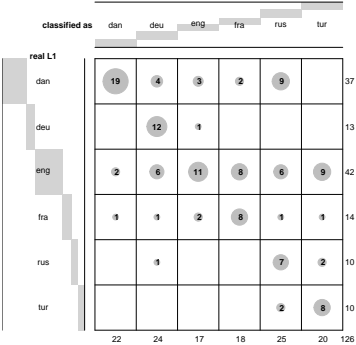 classified as dan deu eng fra rus tur
real L1
dan 19 4 3 2 9 37
deu 12 1 13
eng 2 6 11 8 6 9 42
fra 1 1 2 8 1 1 14
rus 1 7 2 10
tur 2 8 10
22 24 17 18 25 20 126